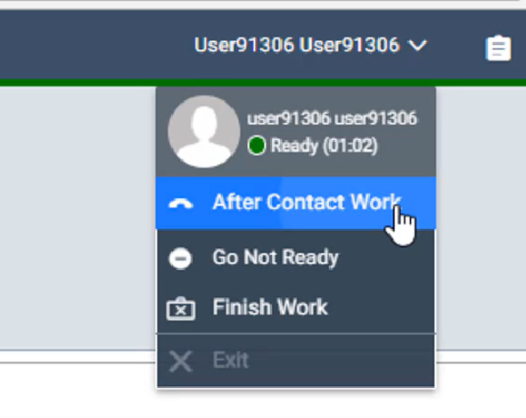 User91306 User91306
user91306 user91306
Ready (01:02)
After Contact Work
Go Not Ready
Finish Work
Exit